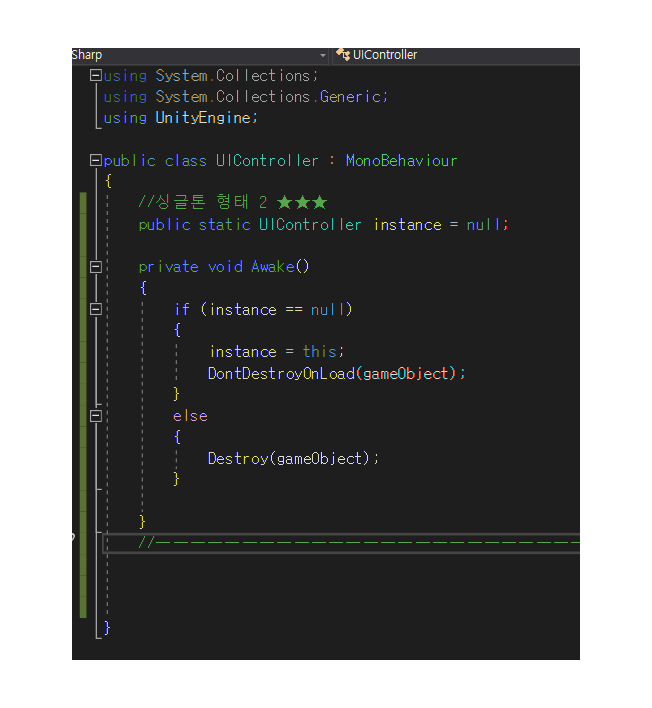 Sharp UIController
using System.Collections;
using System.Collections.Generic;
using UnityEngine;
public class UIController : MonoBehaviour
{
//싱글톤 형태 2 ★★★
public static UIController instance = null;
private void Awake()
{
if (instance == null)
{
instance = this;
DontDestroyOnLoad(gameObject);
}
else
{
Destroy(gameObject);
}
}
//─────────────────────────
}